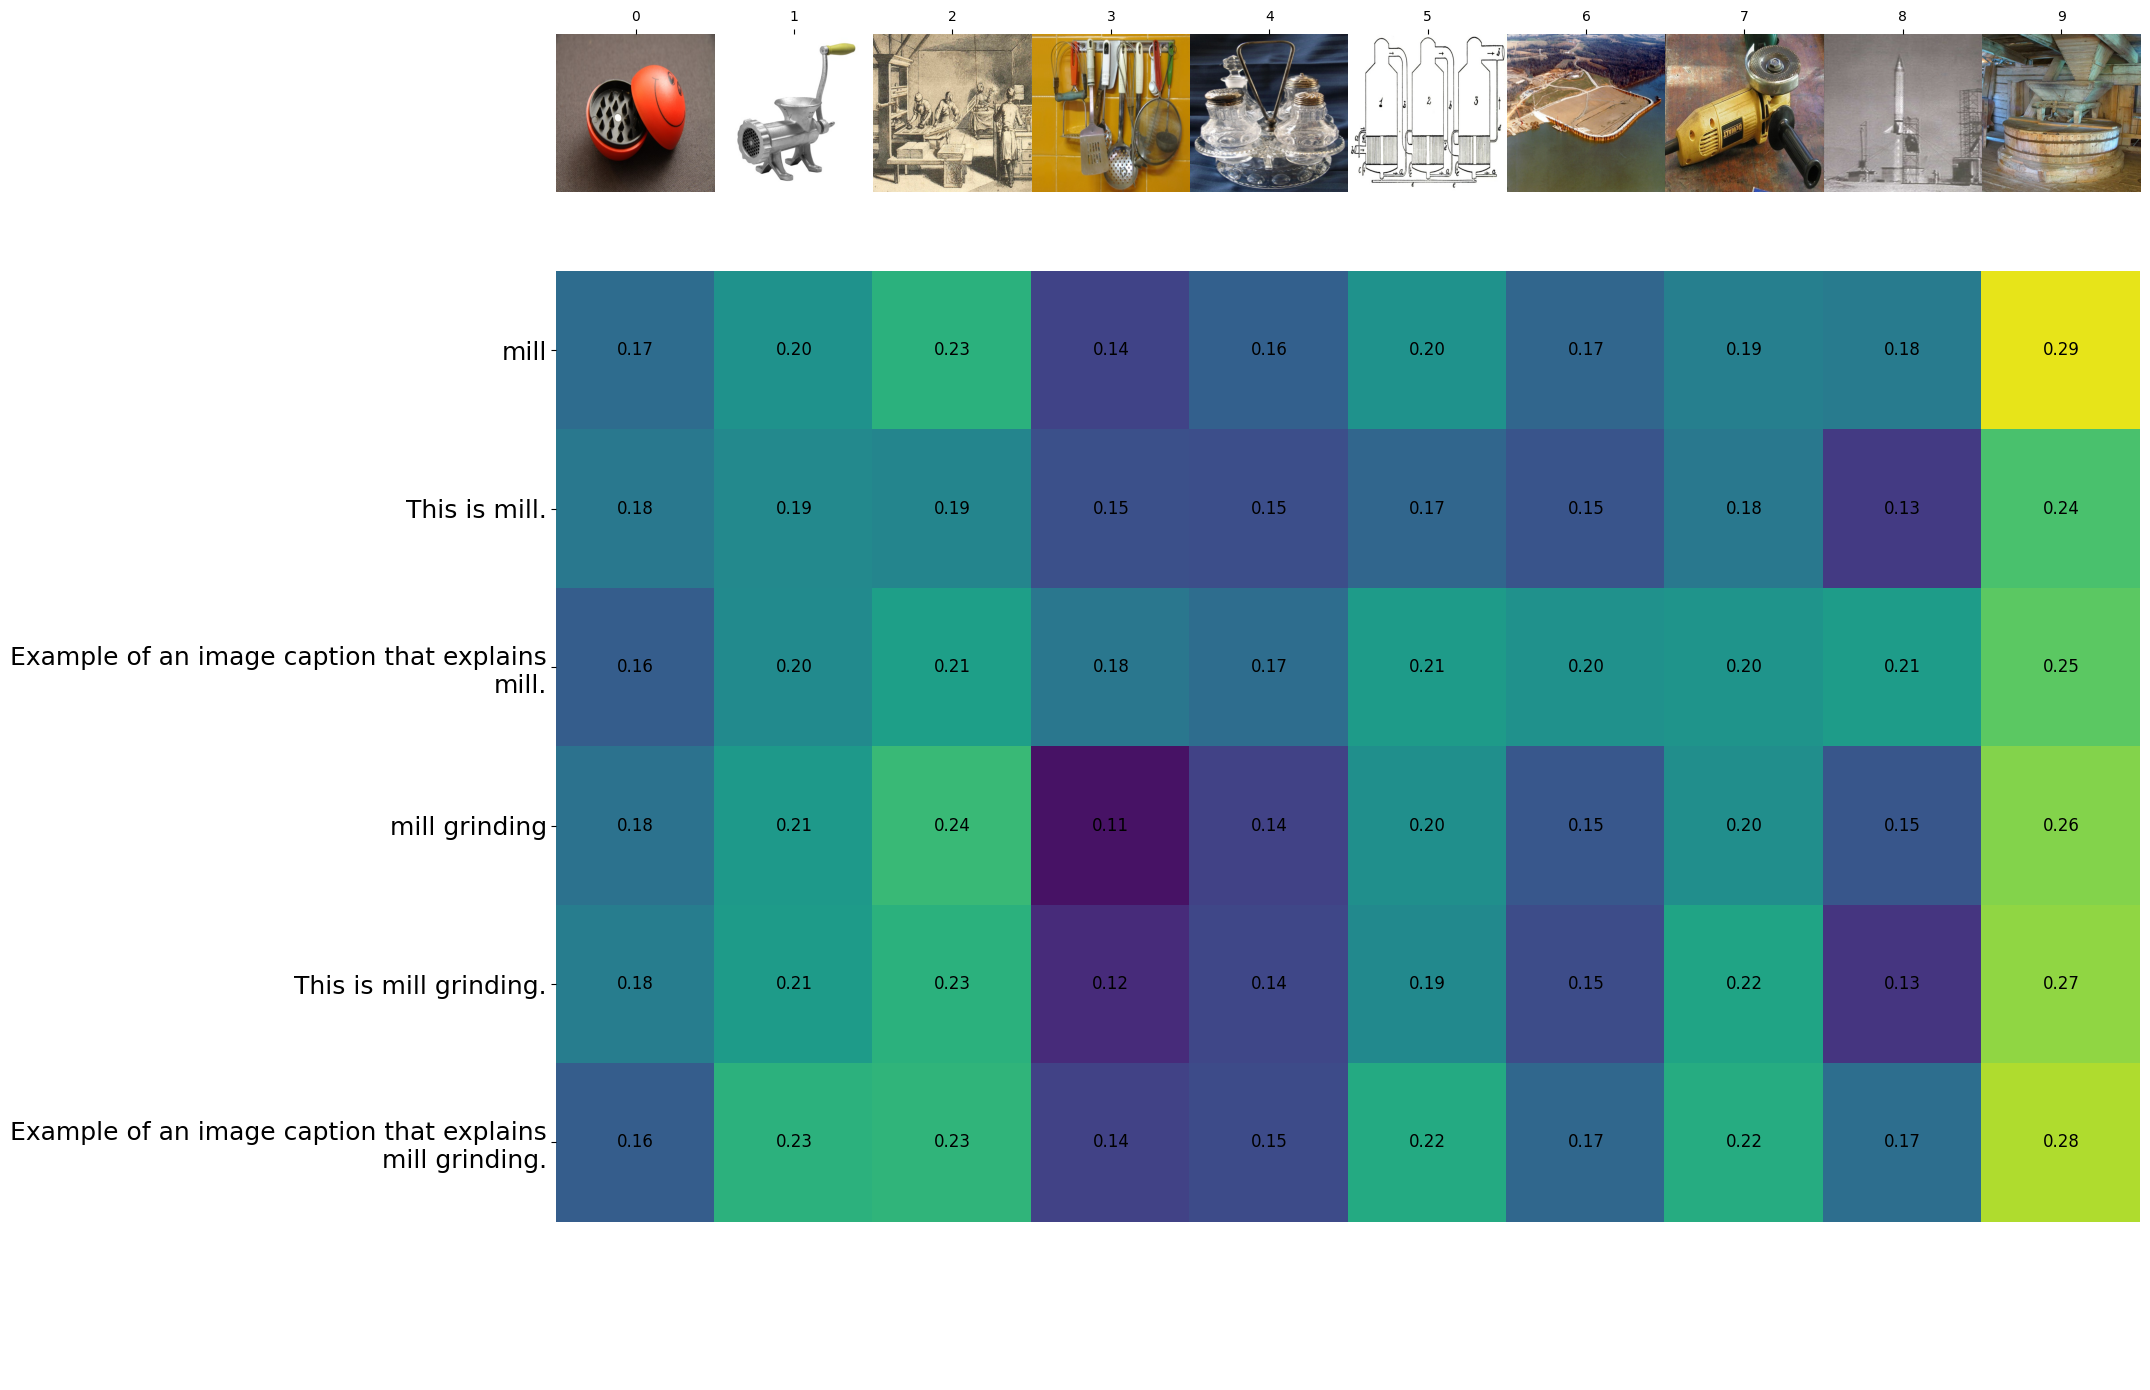 0 1 2 3 4 5 6 7 8 9
1 2 3
mill 0.17 0.20 0.23 0.14 0.16 0.20 0.17 0.19 0.18 0.29
This is mill. 0.18 0.19 0.19 0.15 0.15 0.17 0.15 0.18 0.13 0.24
Example of an image caption that explains
mill. 0.16 0.20 0.21 0.18 0.17 0.21 0.20 0.20 0.21 0.25
mill grinding 0.18 0.21 0.24 0.11 0.14 0.20 0.15 0.20 0.15 0.26
This is mill grinding. 0.18 0.21 0.23 0.12 0.14 0.19 0.15 0.22 0.13 0.27
Example of an image caption that explains
mill grinding. 0.16 0.23 0.23 0.14 0.15 0.22 0.17 0.22 0.17 0.28